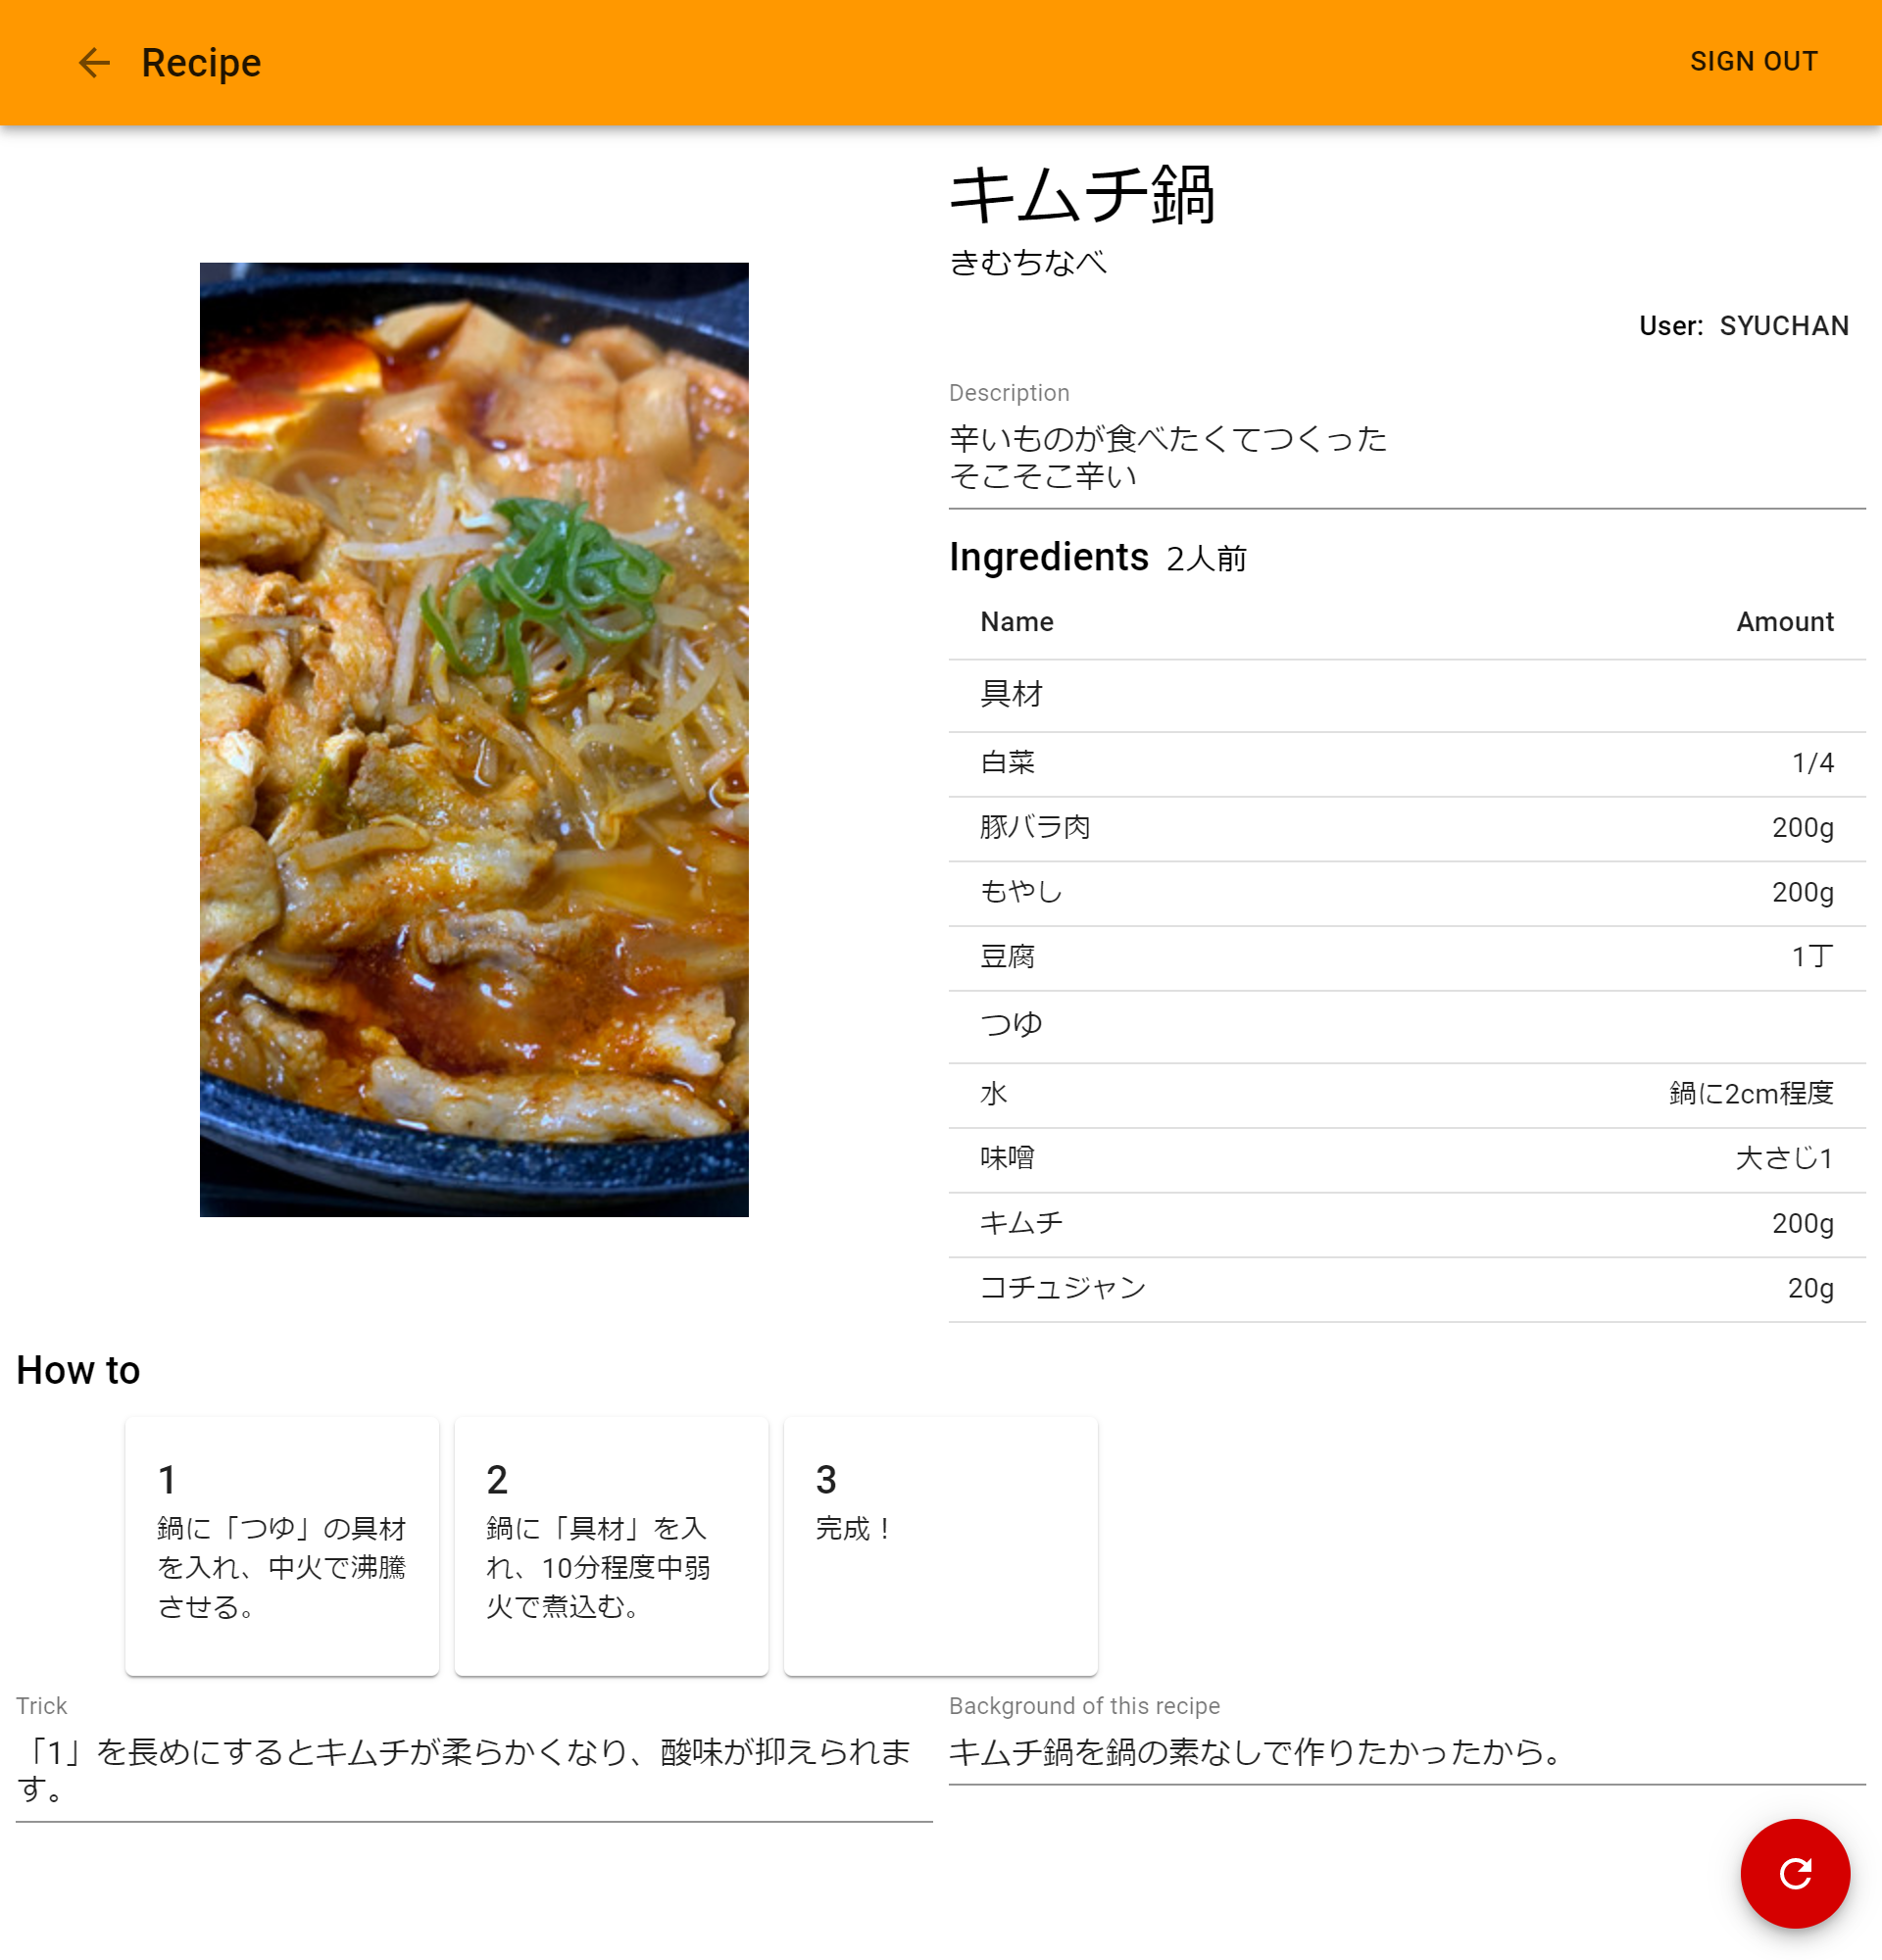 Recipe
SIGN OUT
キムチ鍋
きむちなべ
User: SYUCHAN
Description
辛いものが食べたくてつくった
そこそこ辛い
Ingredients 2人前
Name Amount
具材
白菜 1/4
豚バラ肉 200g
もやし 200g
豆腐 1丁
つゆ
水 鍋に2cm程度
味噌 大さじ1
キムチ 200g
コチュジャン 20g
How to
1
鍋に「つゆ」の具材
を入れ、中火で沸騰
させる。
2
鍋に「具材」を入
れ、10分程度中弱
火で煮込む。
3
完成！
Trick
「1」を長めにするとキムチが柔らかくなり、酸味が抑えられま
す。
Background of this recipe
キムチ鍋を鍋の素なしで作りたかったから。